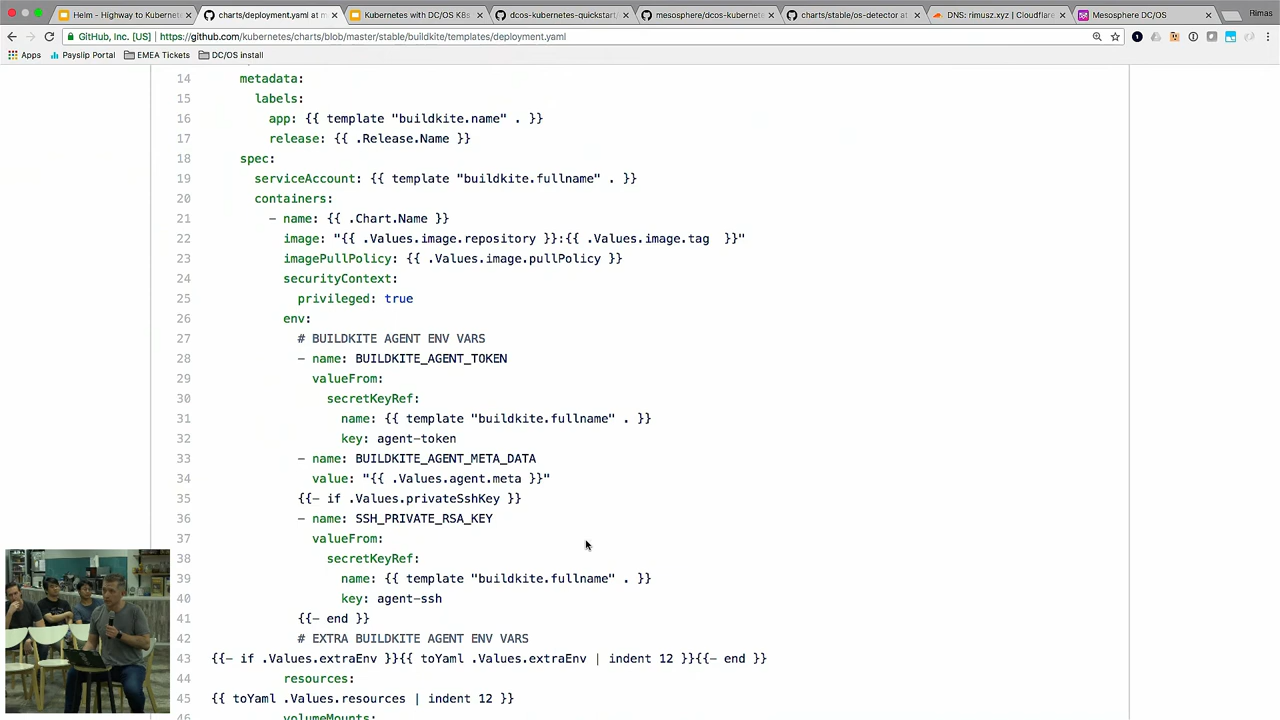 Helm - Highway to Kubernetes
charts/deployment.yaml at m
Kubernetes with DC/OS K8s
dcos-kubernetes-quickstart/
mesosphere/dcos-kubernete
charts/stable/os-detector at
DNS: rimusz.xyz | Cloudflare
Mesosphere DC/OS
Rimas
GitHub, Inc. [US] | https://github.com/kubernetes/charts/blob/master/stable/buildkite/templates/deployment.yaml
Apps Payslip Portal EMEA Tickets DC/OS install
14 metadata:
15 labels:
16 app: {{ template "buildkite.name" . }}
17 release: {{ .Release.Name }}
18 spec:
19 serviceAccount: {{ template "buildkite.fullname" . }}
20 containers:
21 - name: {{ .Chart.Name }}
22 image: "{{ .Values.image.repository }}:{{ .Values.image.tag }}"
23 imagePullPolicy: {{ .Values.image.pullPolicy }}
24 securityContext:
25 privileged: true
26 env:
27 # BUILDKITE AGENT ENV VARS
28 - name: BUILDKITE_AGENT_TOKEN
29 valueFrom:
30 secretKeyRef:
31 name: {{ template "buildkite.fullname" . }}
32 key: agent-token
33 - name: BUILDKITE_AGENT_META_DATA
34 value: "{{ .Values.agent.meta }}"
35 {{- if .Values.privateSshKey }}
36 - name: SSH_PRIVATE_RSA_KEY
37 valueFrom:
38 secretKeyRef:
39 name: {{ template "buildkite.fullname" . }}
40 key: agent-ssh
41 {{- end }}
42 # EXTRA BUILDKITE AGENT ENV VARS
43 {{- if .Values.extraEnv }}{{ toYaml .Values.extraEnv | indent 12 }}{{- end }}
44 resources:
45 {{ toYaml .Values.resources | indent 12 }}
46 volumeMounts: